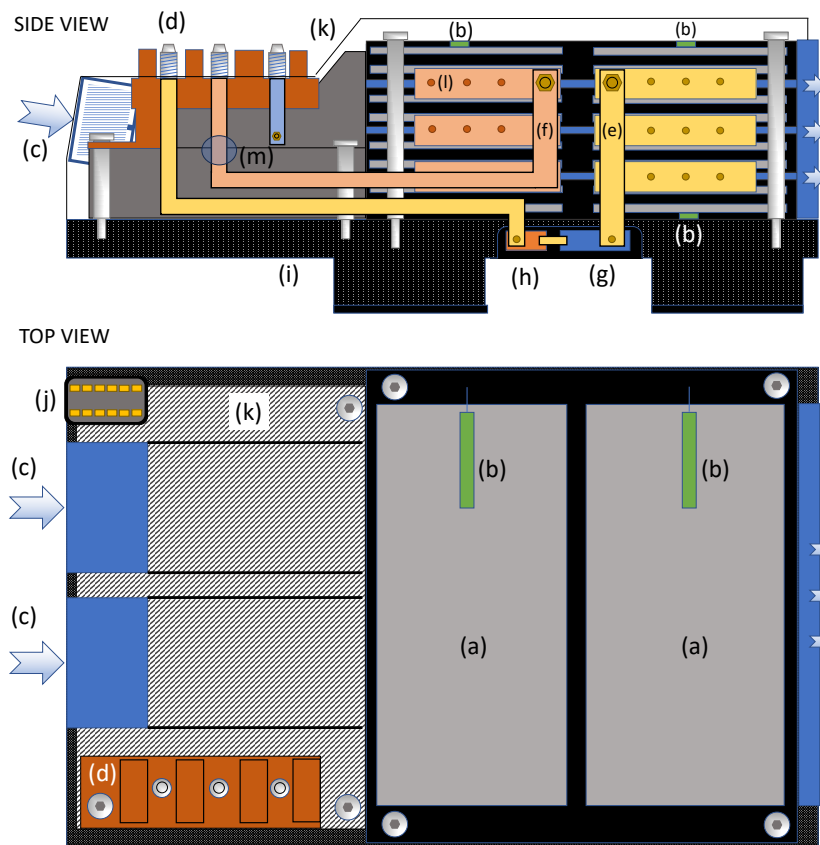 SIDE VIEW
(d)
(k)
(b)
(b)
(l)
(c)
(m)
(f)
(e)
(b)
(i)
(h)
(g)
TOP VIEW
(j)
(k)
(c)
(b)
(b)
(c)
(a)
(a)
(d)